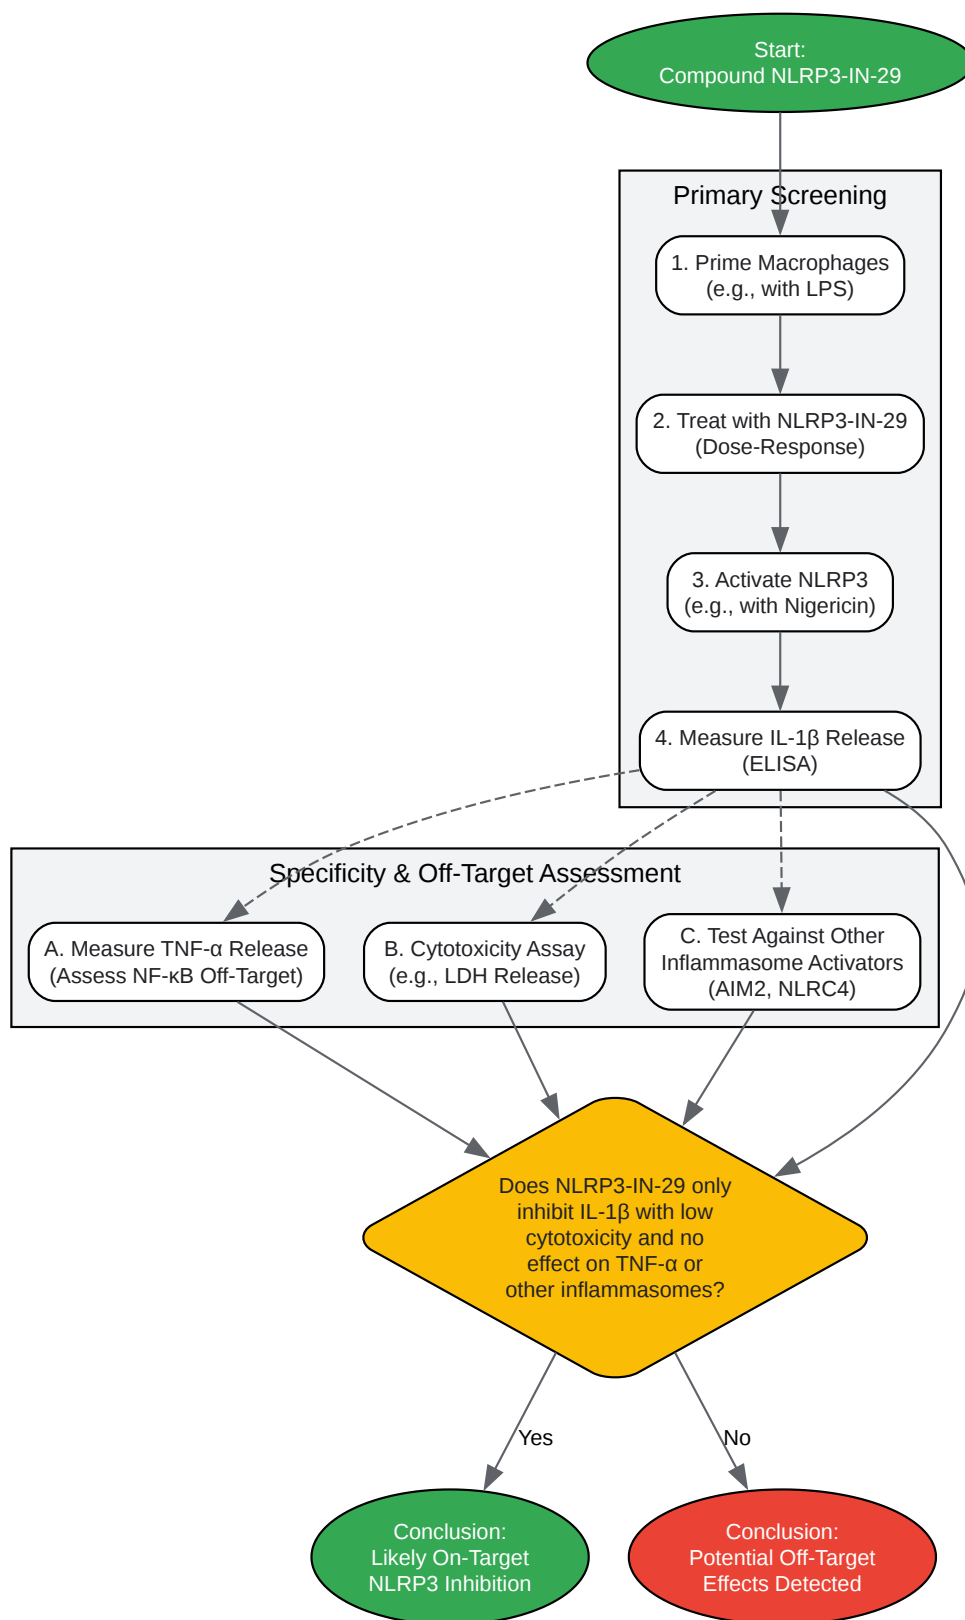 Start:
Compound NLRP3-IN-29
Primary Screening
1. Prime Macrophages
(e.g., with LPS)
2. Treat with NLRP3-IN-29
(Dose-Response)
3. Activate NLRP3
(e.g., with Nigericin)
4. Measure IL-1β Release
(ELISA)
Specificity & Off-Target Assessment
A. Measure TNF-α Release
(Assess NF-κB Off-Target)
B. Cytotoxicity Assay
(e.g., LDH Release)
C. Test Against Other
Inflammasome Activators
(AIM2, NLRC4)
Does NLRP3-IN-29 only
inhibit IL-1β with low
cytotoxicity and no
effect on TNF-α or
other inflammasomes?
Yes
No
Conclusion:
Likely On-Target
NLRP3 Inhibition
Conclusion:
Potential Off-Target
Effects Detected